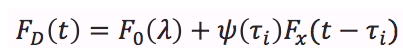 F_D(t) = F_0(λ) + ψ(τ_i)F_x(t − τ_i)